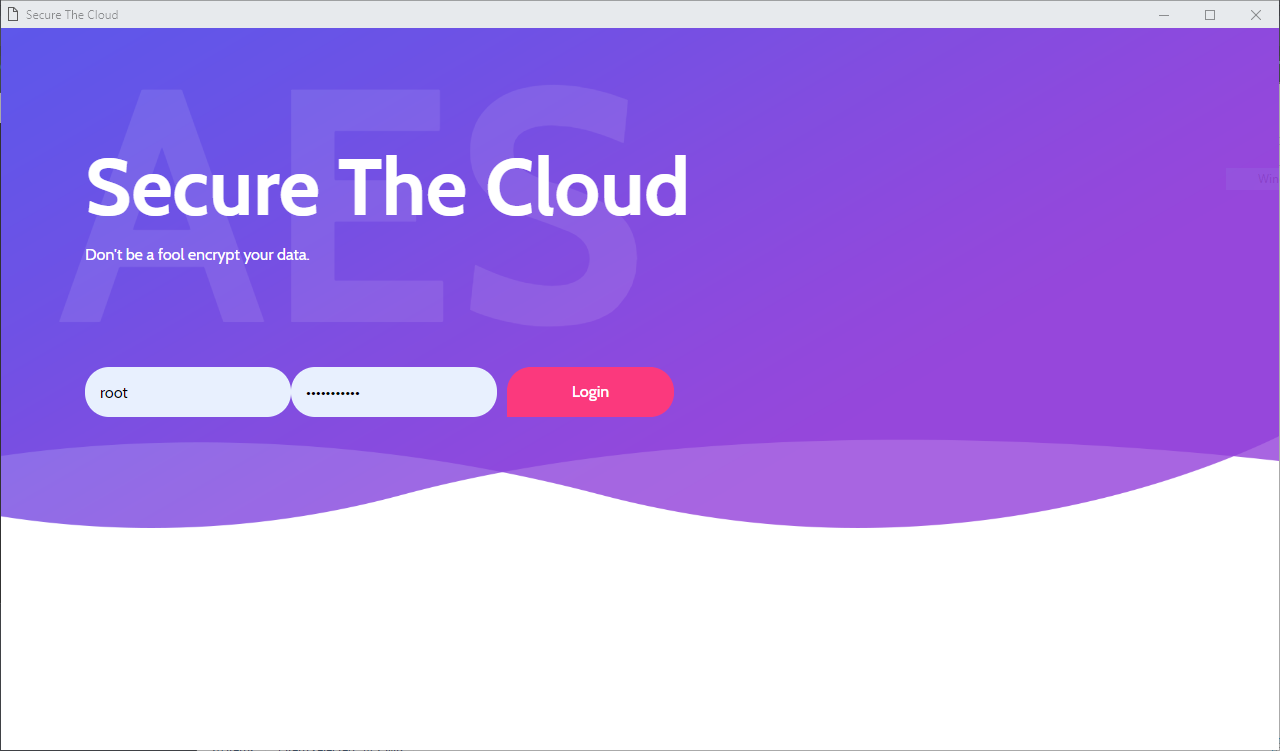 Secure The Cloud
AES
Secure The Cloud
Don't be a fool encrypt your data.
root
•••••••••••
Login